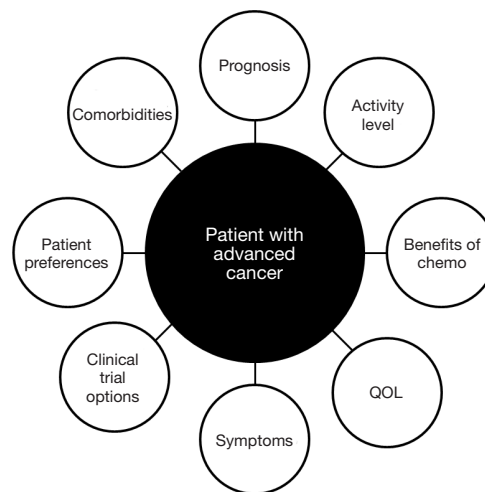 Prognosis
Activity
level
Benefits of
chemo
QOL
Symptoms
Clinical
trial
options
Patient
preferences
Comorbidities
Patient with
advanced
cancer